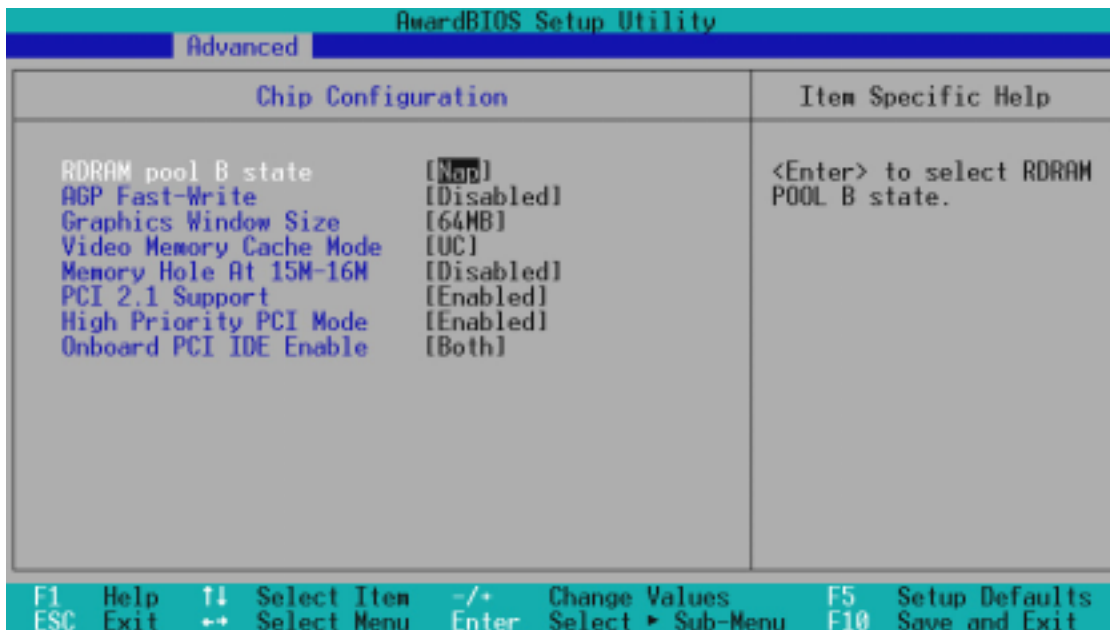 AwardBIOS Setup Utility
Advanced
Chip Configuration
Item Specific Help
RDRAM pool B state [Nap]
AGP Fast-Write [Disabled]
Graphics Window Size [64MB]
Video Memory Cache Mode [UC]
Memory Hole At 15M-16M [Disabled]
PCI 2.1 Support [Enabled]
High Priority PCI Mode [Enabled]
Onboard PCI IDE Enable [Both]
<Enter> to select RDRAM
POOL B state.
F1 Help ↑↓ Select Item -/+ Change Values F5 Setup Defaults
ESC Exit ←→ Select Menu Enter Select ► Sub-Menu F10 Save and Exit